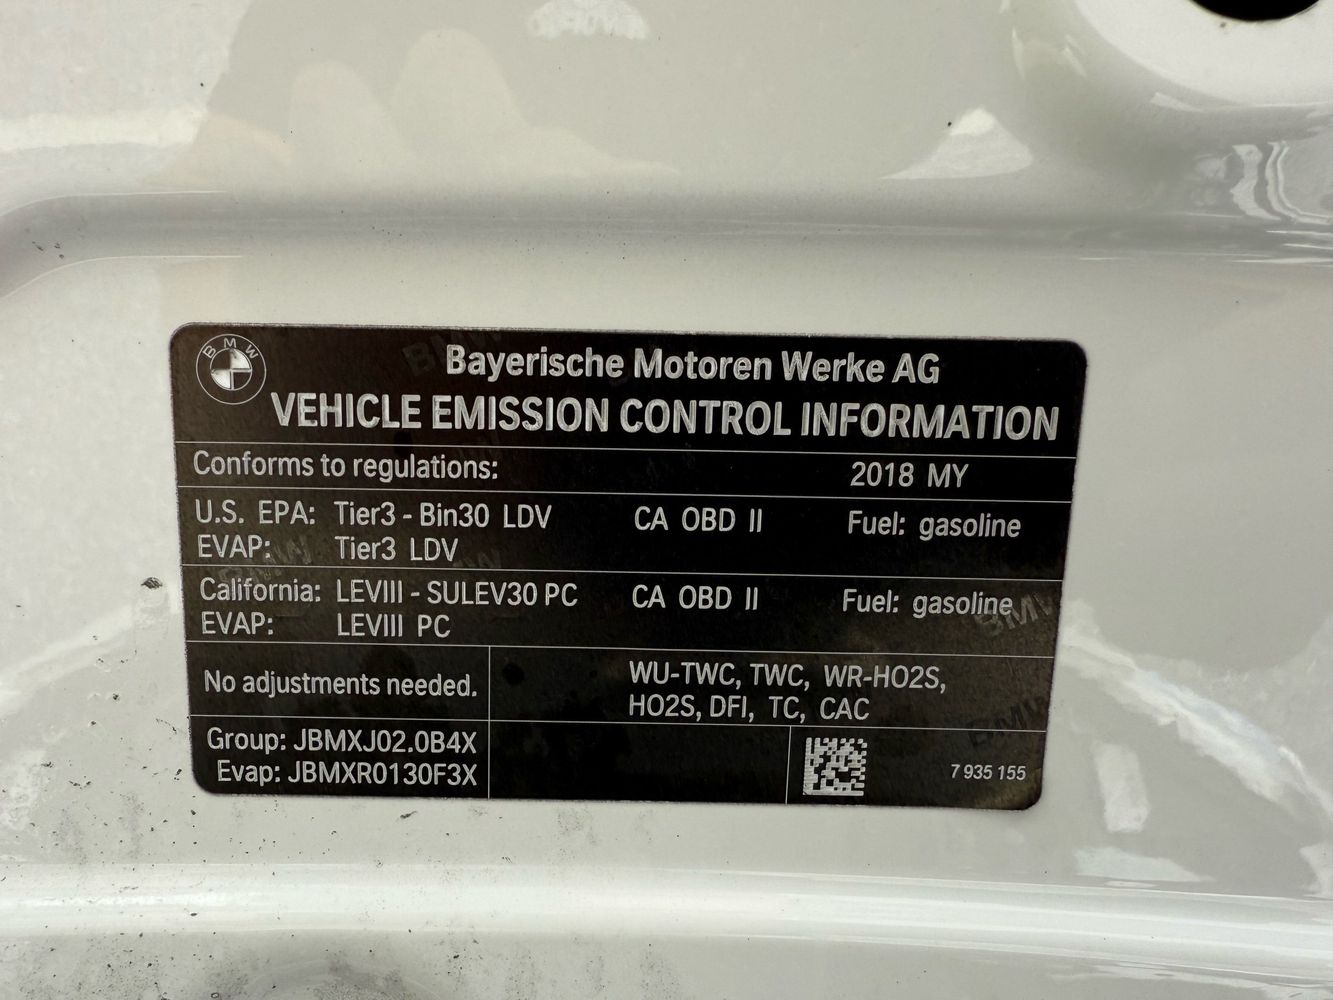 BMW
Bayerische Motoren Werke AG
VEHICLE EMISSION CONTROL INFORMATION
Conforms to regulations: 2018 MY
U.S. EPA: Tier3 - Bin30 LDV CA OBD II Fuel: gasoline
EVAP: Tier3 LDV
California: LEVIII - SULEV30 PC CA OBD II Fuel: gasoline
EVAP: LEVIII PC
No adjustments needed.
WU-TWC, TWC, WR-HO2S,
HO2S, DFI, TC, CAC
Group: JBMXJ02.0B4X
Evap: JBMXR0130F3X
7 935 155